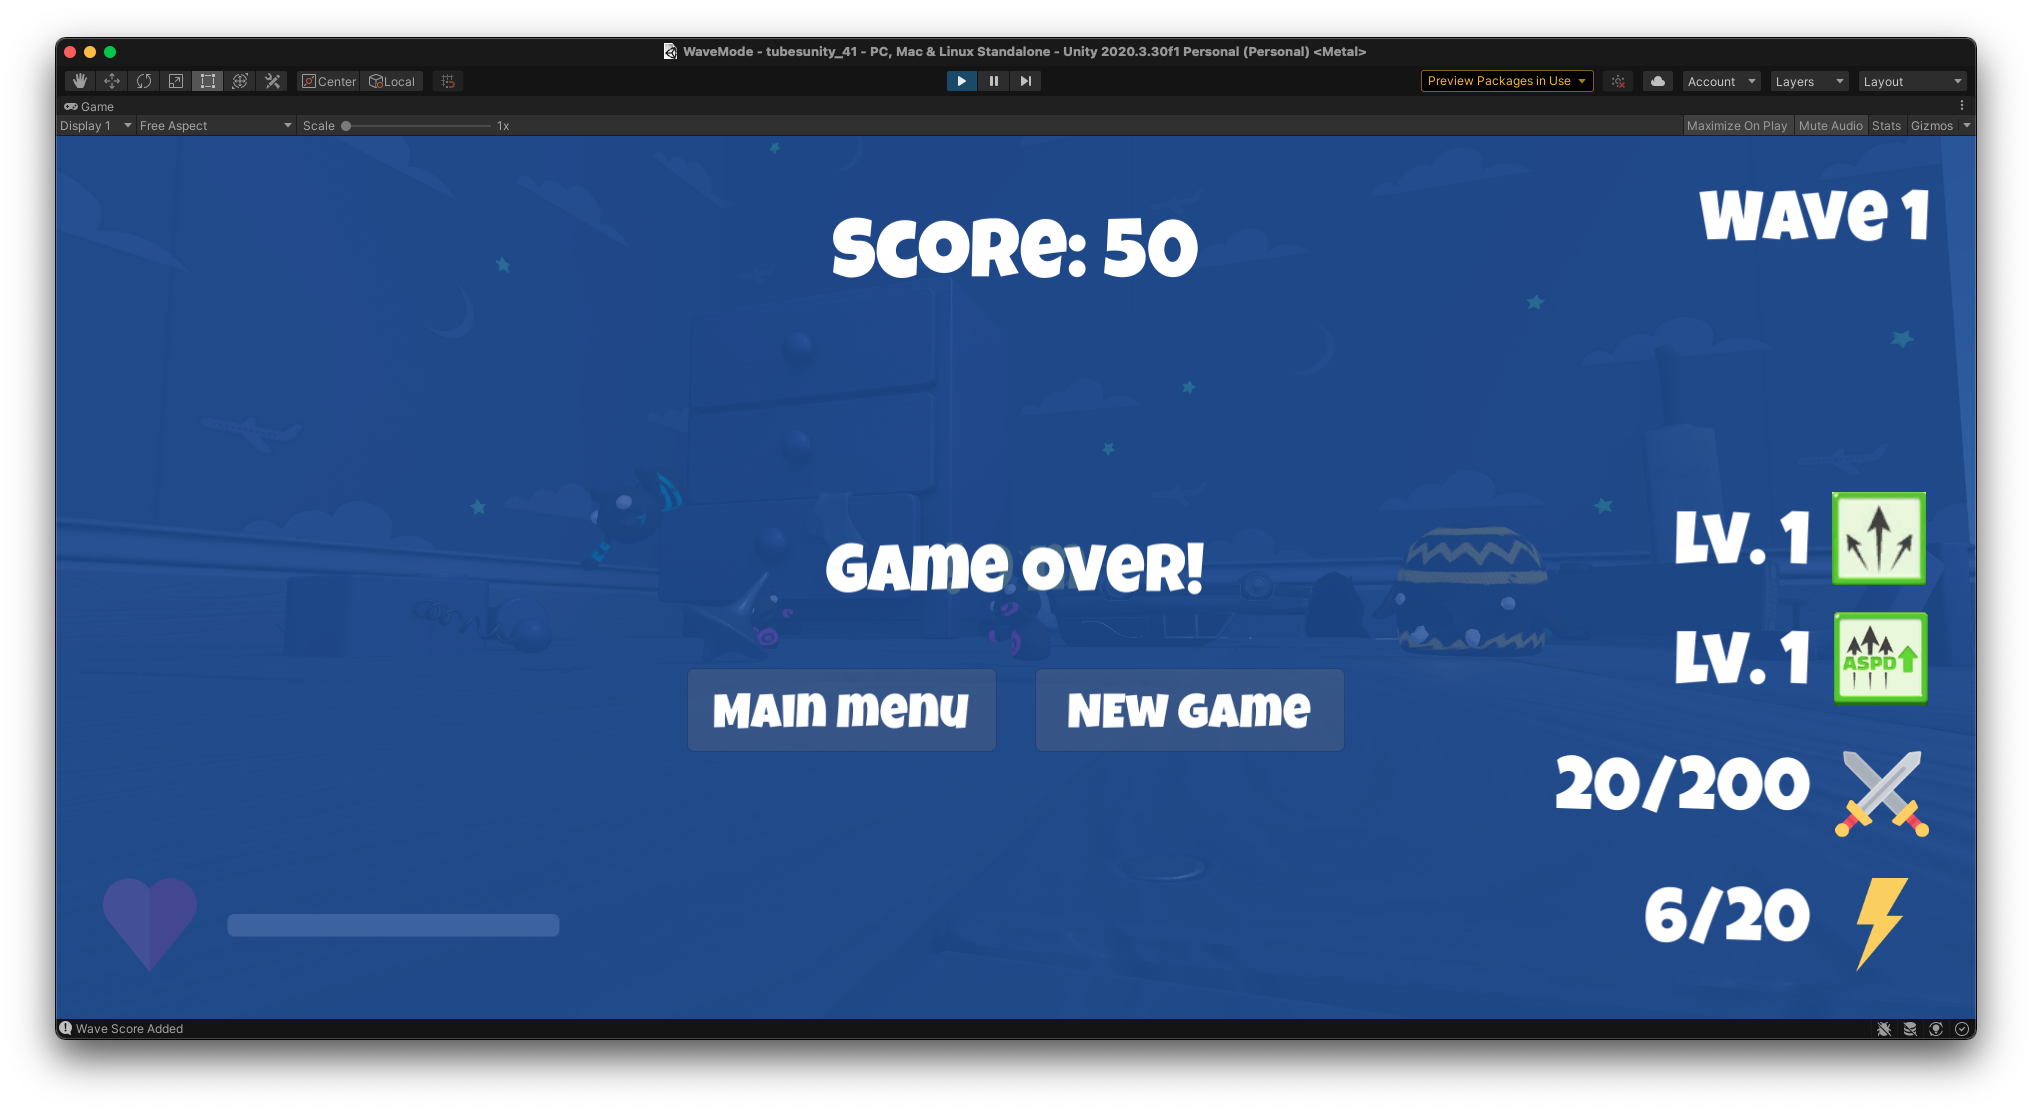 WaveMode - tubesunity_41 - PC, Mac & Linux Standalone - Unity 2020.3.30f1 Personal (Personal) <Metal>
Center Local Preview Packages in Use Account Layers Layout
Game
Display 1 Free Aspect Scale 1x Maximize On Play Mute Audio Stats Gizmos
Wave 1
Score: 50
LV. 1
Game Over!
LV. 1
ASPD
Main Menu NEW GAME
20/200
6/20
Wave Score Added